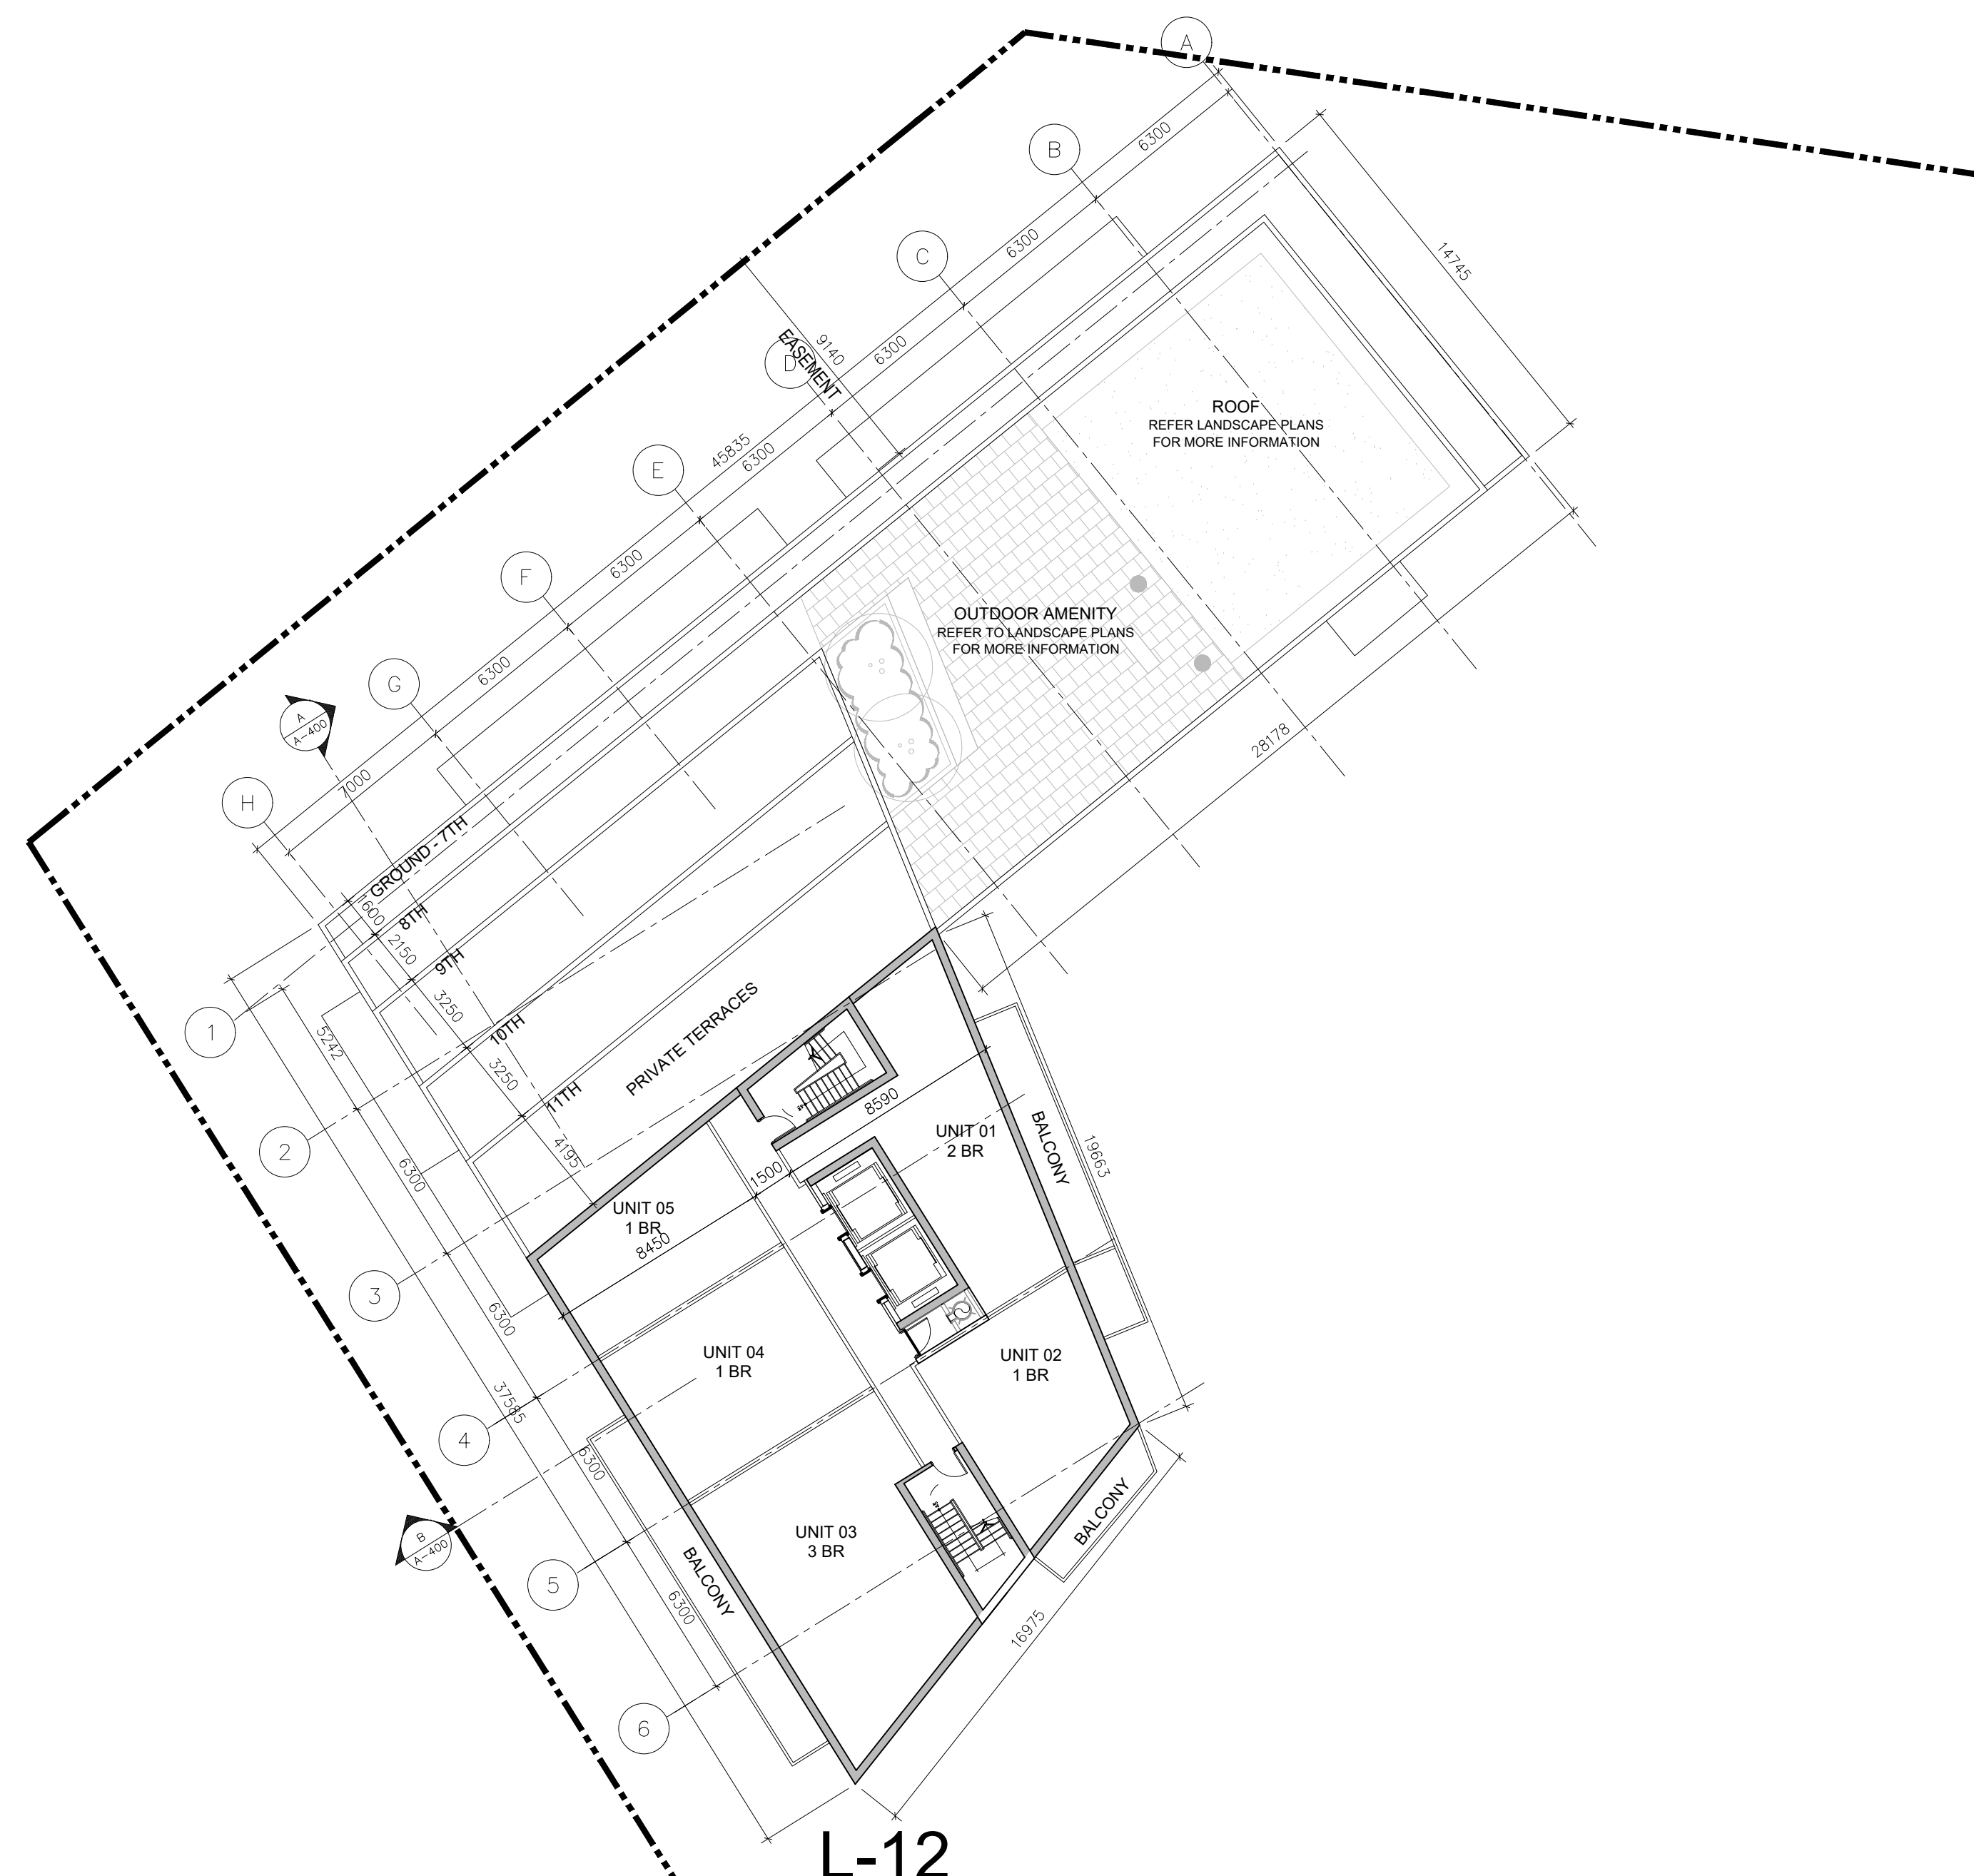 A
6300
B
6300
14745
C
9140
EASEMENT
D
6300
ROOF
REFER LANDSCAPE PLANS
FOR MORE INFORMATION
45835
6300
E
6300
F
OUTDOOR AMENITY
REFER TO LANDSCAPE PLANS
FOR MORE INFORMATION
6300
G
A
A-400
28178
7000
H
GROUND - 7TH
1600
8TH
2150
9TH
3250
10TH
PRIVATE TERRACES
1
5242
3250
11TH
8590
4195
UNIT 01
2 BR
BALCONY
19663
2
6300
1500
UNIT 05
1 BR
8450
3
6300
UNIT 04
1 BR
UNIT 02
1 BR
37585
4
6300
BALCONY
B
A-400
UNIT 03
3 BR
5
BALCONY
6300
16975
6
L-12